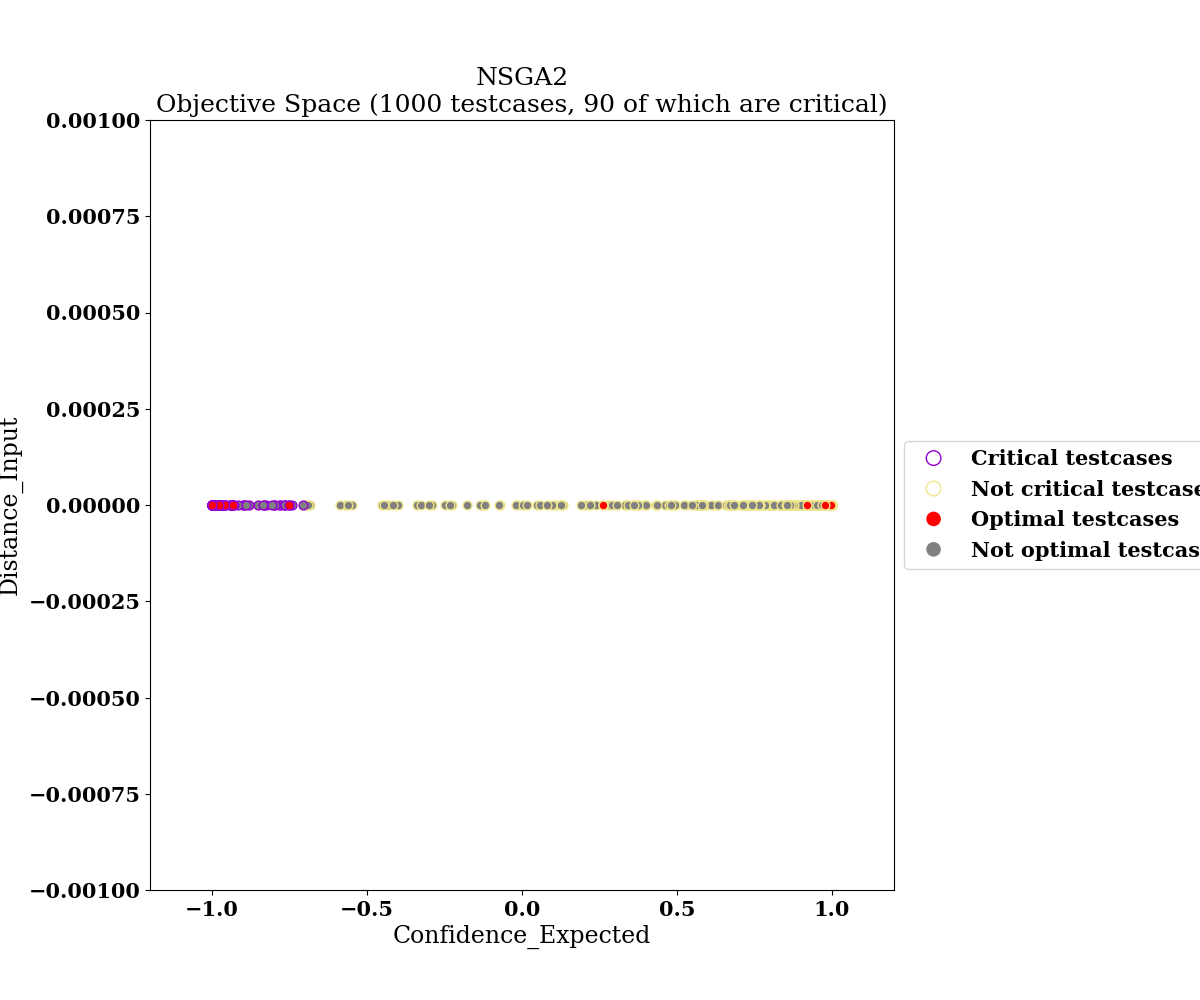 NSGA2
Objective Space (1000 testcases, 90 of which are critical)
0.00100
0.00075
0.00050
0.00025
0.00000
−0.00025
−0.00050
−0.00075
−0.00100
Distance_Input
−1.0
−0.5
0.0
0.5
1.0
Confidence_Expected
Critical testcases
Not critical testcase
Optimal testcases
Not optimal testcas